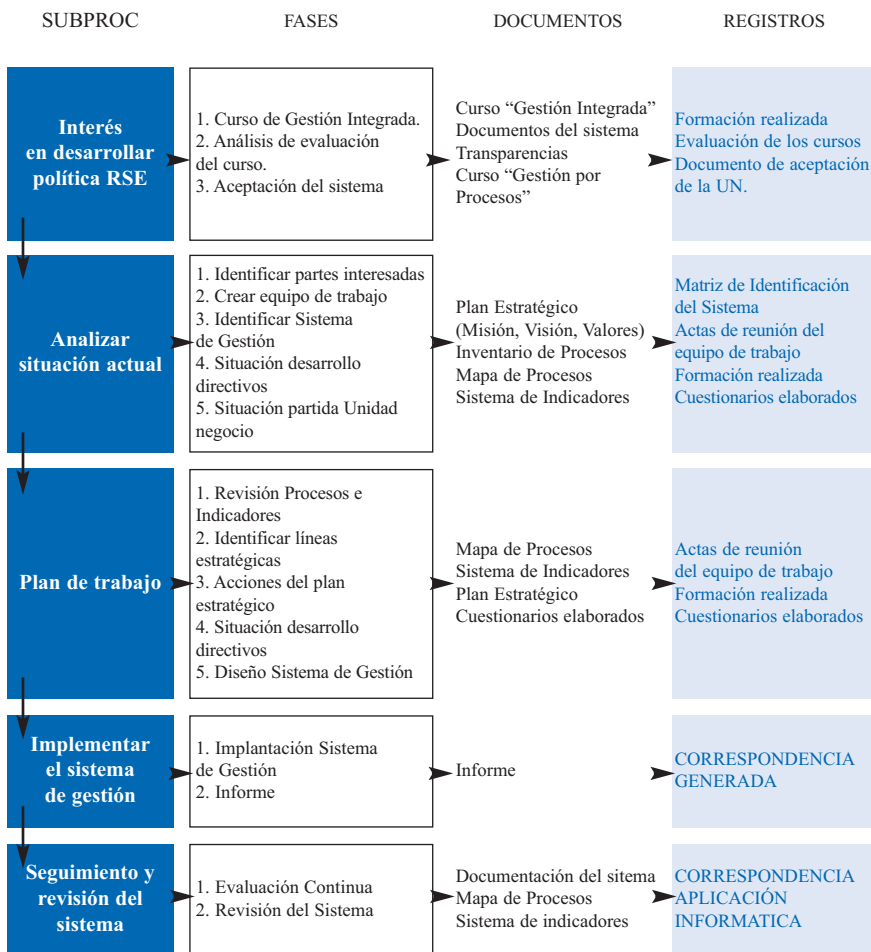 SUBPROC
FASES
DOCUMENTOS
REGISTROS
Interés
en desarrollar
política RSE
1. Curso de Gestión Integrada.
2. Análisis de evaluación
del curso.
3. Aceptación del sistema
Curso “Gestión Integrada”
Documentos del sistema
Transparencias
Curso “Gestión por
Procesos”
Formación realizada
Evaluación de los cursos
Documento de aceptación
de la UN.
Analizar
situación actual
1. Identificar partes interesadas
2. Crear equipo de trabajo
3. Identificar Sistema
de Gestión
4. Situación desarrollo
directivos
5. Situación partida Unidad
negocio
Plan Estratégico
(Misión, Visión, Valores)
Inventario de Procesos
Mapa de Procesos
Sistema de Indicadores
Matriz de Identificación
del Sistema
Actas de reunión del
equipo de trabajo
Formación realizada
Cuestionarios elaborados
Plan de trabajo
1. Revisión Procesos e
Indicadores
2. Identificar líneas
estratégicas
3. Acciones del plan
estratégico
4. Situación desarrollo
directivos
5. Diseño Sistema de Gestión
Mapa de Procesos
Sistema de Indicadores
Plan Estratégico
Cuestionarios elaborados
Actas de reunión
del equipo de trabajo
Formación realizada
Cuestionarios elaborados
Implementar
el sistema
de gestión
1. Implantación Sistema
de Gestión
2. Informe
Informe
CORRESPONDENCIA
GENERADA
Seguimiento y
revisión del
sistema
1. Evaluación Continua
2. Revisión del Sistema
Documentación del sitema
Mapa de Procesos
Sistema de indicadores
CORRESPONDENCIA
APLICACIÓN
INFORMATICA